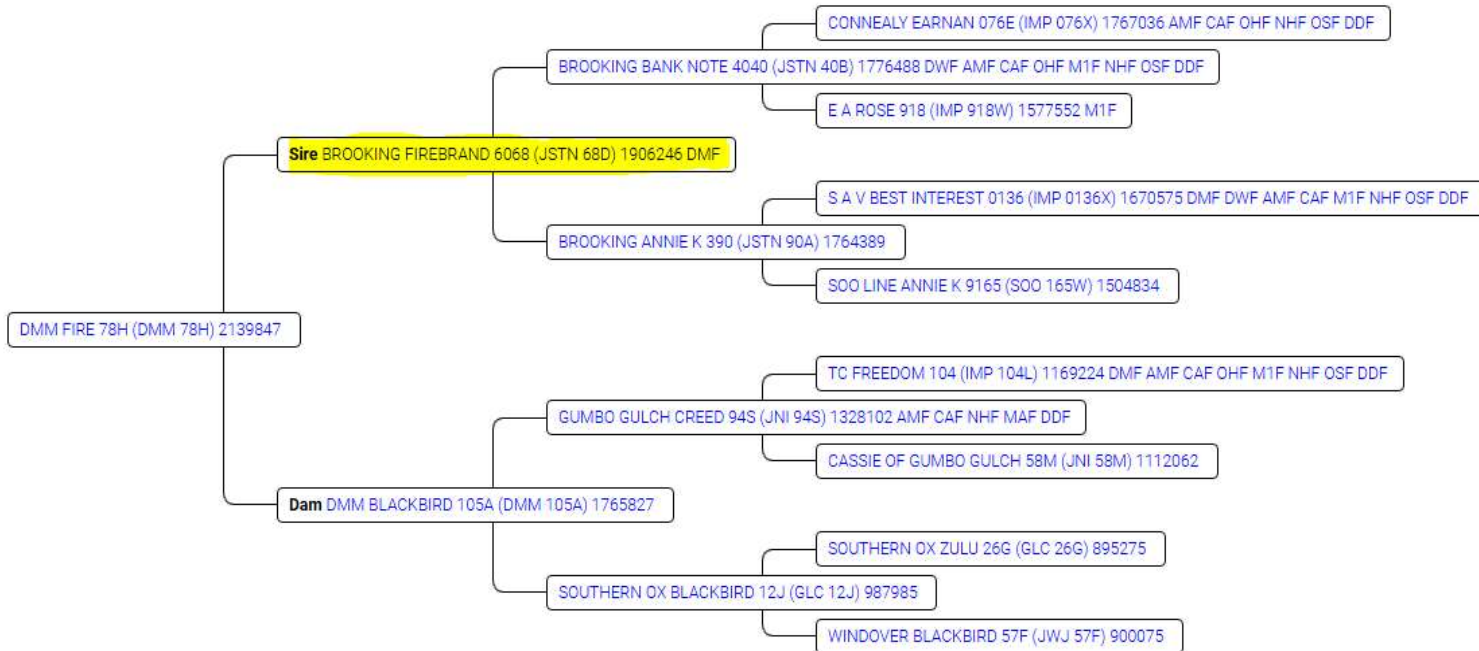 CONNEALY EARNAN 076E (IMP 076X) 1767036 AMF CAF OHF NHF OSF DDF
BROOKING BANK NOTE 4040 (JSTN 40B) 1776488 DWF AMF CAF OHF M1F NHF OSF DDF
E A ROSE 918 (IMP 918W) 1577552 M1F
Sire BROOKING FIREBRAND 6068 (JSTN 68D) 1906246 DMF
S A V BEST INTEREST 0136 (IMP 0136X) 1670575 DMF DWF AMF CAF M1F NHF OSF DDF
BROOKING ANNIE K 390 (JSTN 90A) 1764389
SOO LINE ANNIE K 9165 (SOO 165W) 1504834
DMM FIRE 78H (DMM 78H) 2139847
TC FREEDOM 104 (IMP 104L) 1169224 DMF AMF CAF OHF M1F NHF OSF DDF
GUMBO GULCH CREED 94S (JNI 94S) 1328102 AMF CAF NHF MAF DDF
CASSIE OF GUMBO GULCH 58M (JNI 58M) 1112062
Dam DMM BLACKBIRD 105A (DMM 105A) 1765827
SOUTHERN OX ZULU 26G (GLC 26G) 895275
SOUTHERN OX BLACKBIRD 12J (GLC 12J) 987985
WINDOVER BLACKBIRD 57F (JWJ 57F) 900075